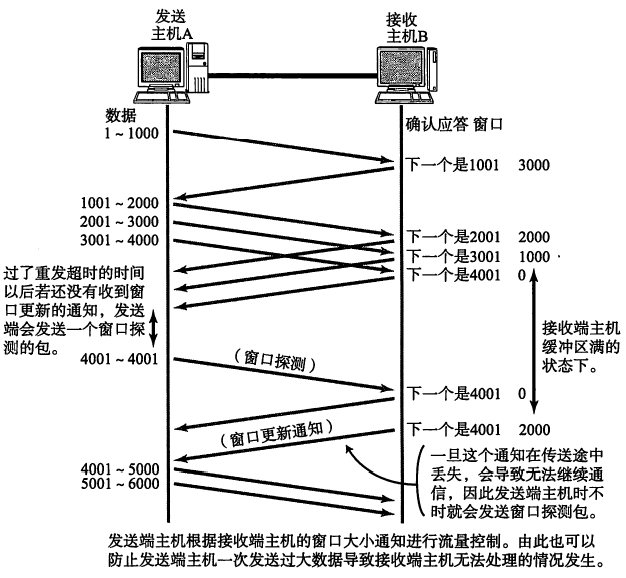 发送
主机A
接收
主机B
数据
确认应答 窗口
1～1000
下一个是1001 3000
1001～2000
2001～3000
3001～4000
下一个是2001 2000
下一个是3001 1000
下一个是4001 0
过了重发超时的时间
以后若还没有收到窗
口更新的通知，发送
端会发送一个窗口探
测的包。
接收端主机
缓冲区满的
状态下。
4001～4001
（窗口探测）
下一个是4001 0
（窗口更新通知）
下一个是4001 2000
4001～5000
5001～6000
一旦这个通知在传送途中
丢失，会导致无法继续通
信，因此发送端主机时不
时就会发送窗口探测包。
发送端主机根据接收端主机的窗口大小通知进行流量控制。由此也可以
防止发送端主机一次发送过大数据导致接收端主机无法处理的情况发生。